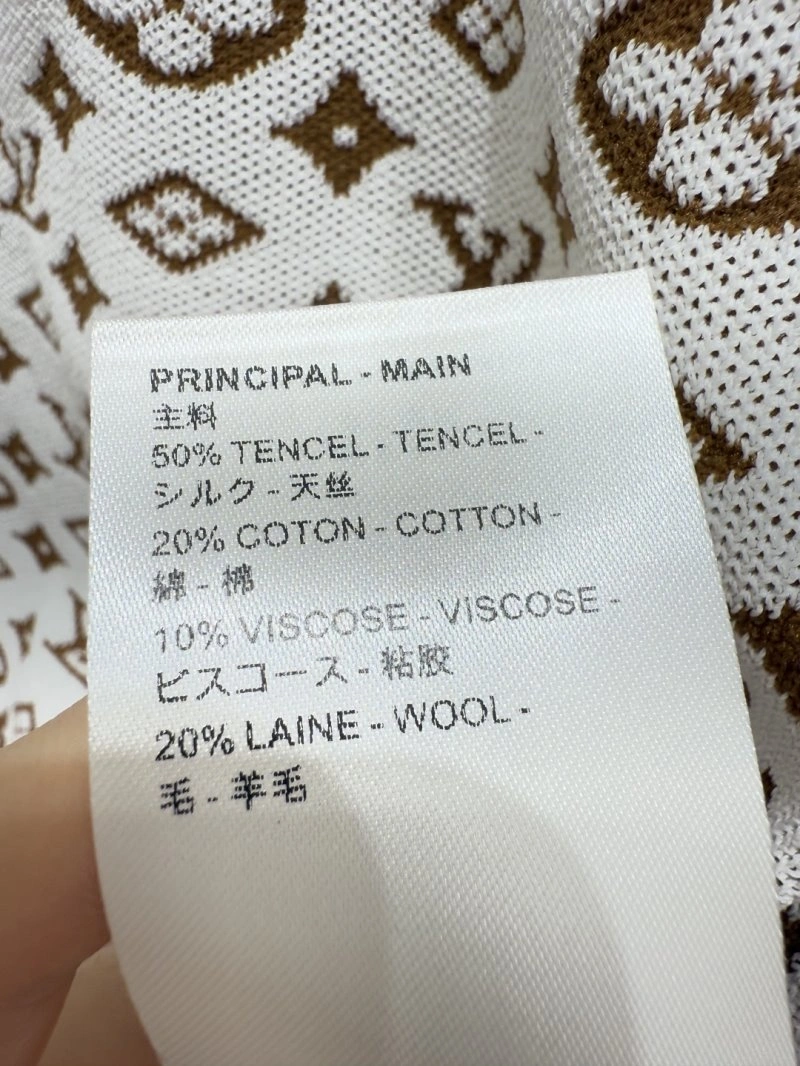 PRINCIPAL - MAIN
主料
50% TENCEL - TENCEL -
シルク - 天丝
20% COTON - COTTON -
綿 - 棉
10% VISCOSE - VISCOSE -
ビスコース - 粘胶
20% LAINE - WOOL -
毛 - 羊毛